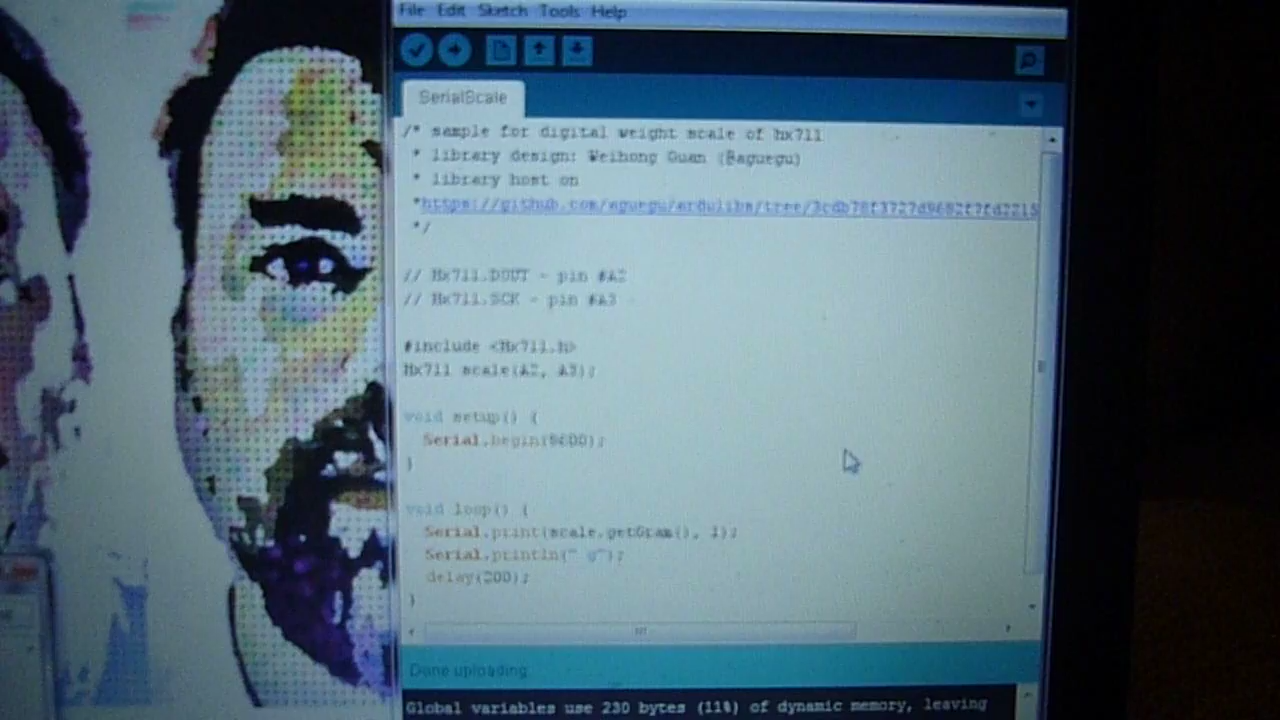 File Edit Sketch Tools Help
SerialScale
/* sample for digital weight scale of hx711
* library design: Weihong Guan (@aguegu)
* library host on
*https://github.com/aguegu/ardulibs/tree/3cdb78f3727d9682f7fd2215
*/
// Hx711.DOUT - pin #A2
// Hx711.SCK - pin #A3
#include <Hx711.h>
Hx711 scale(A2, A3);
void setup() {
Serial.begin(9600);
}
void loop() {
Serial.print(scale.getGram(), 1);
Serial.println(" g");
delay(200);
}
Done uploading.
Global variables use 230 bytes (11%) of dynamic memory, leaving